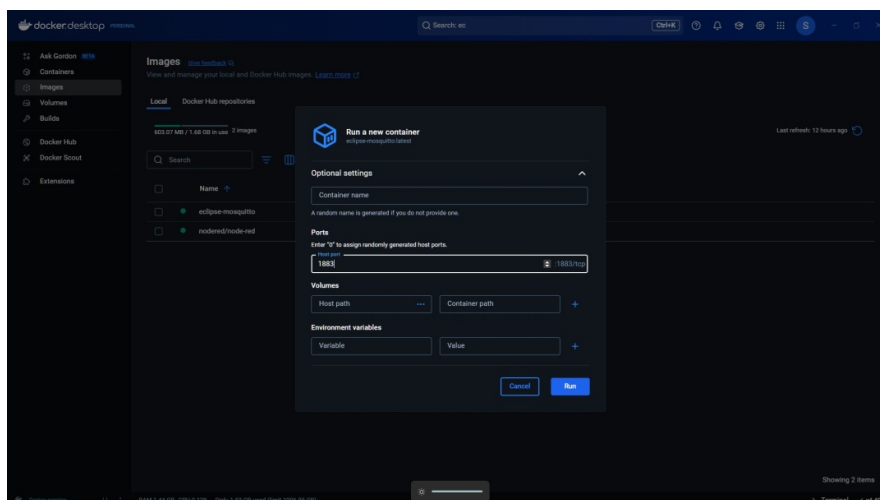 docker desktop PERSONAL
Search: ec
Ctrl+K
S
Ask Gordon BETA
Containers
Images
Volumes
Builds
Docker Hub
Docker Scout
Extensions
Images Give feedback
View and manage your local and Docker Hub images. Learn more
Local Docker Hub repositories
603.07 MB / 1.68 GB in use 2 images
Last refresh: 12 hours ago
Search
Name
eclipse-mosquitto
nodered/node-red
Run a new container
eclipse-mosquitto:latest
Optional settings
Container name
A random name is generated if you do not provide one.
Ports
Enter "0" to assign randomly generated host ports.
Host port
1883 :1883/tcp
Volumes
Host path ... Container path
Environment variables
Variable Value
Cancel Run
Showing 2 items